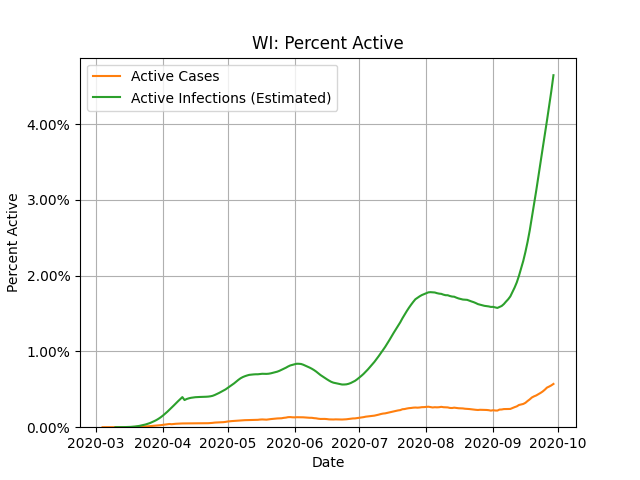 WI: Percent Active
Active Cases
Active Infections (Estimated)
Percent Active
4.00%
3.00%
2.00%
1.00%
0.00%
2020-03 2020-04 2020-05 2020-06 2020-07 2020-08 2020-09 2020-10
Date